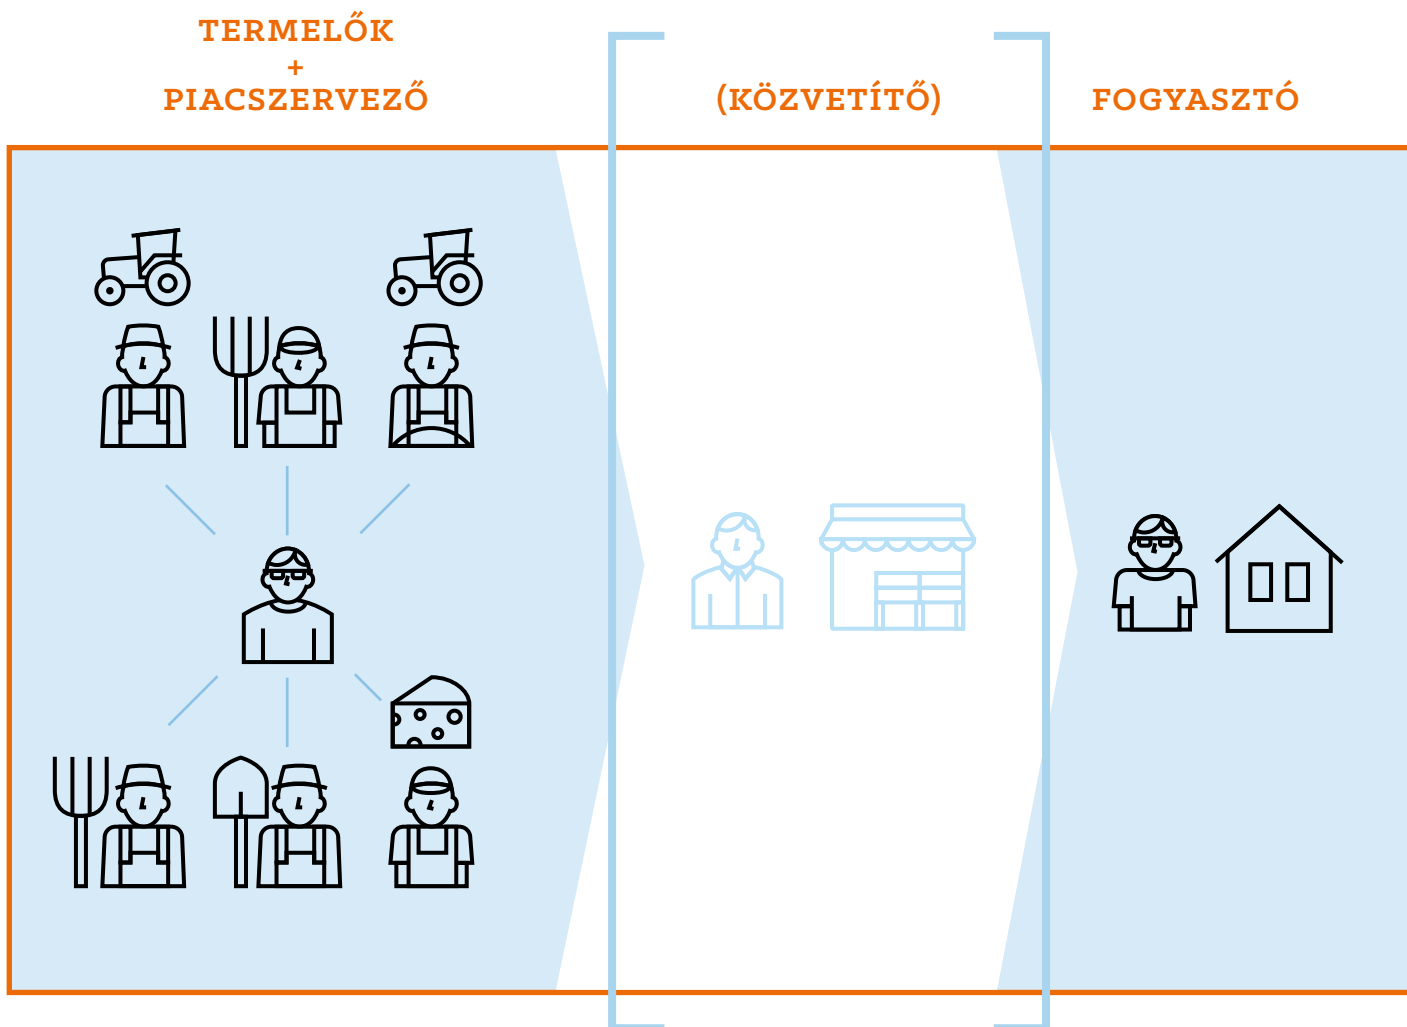 TERMELŐK
+
PIACSZERVEZŐ
(KÖZVETÍTŐ)
FOGYASZTÓ